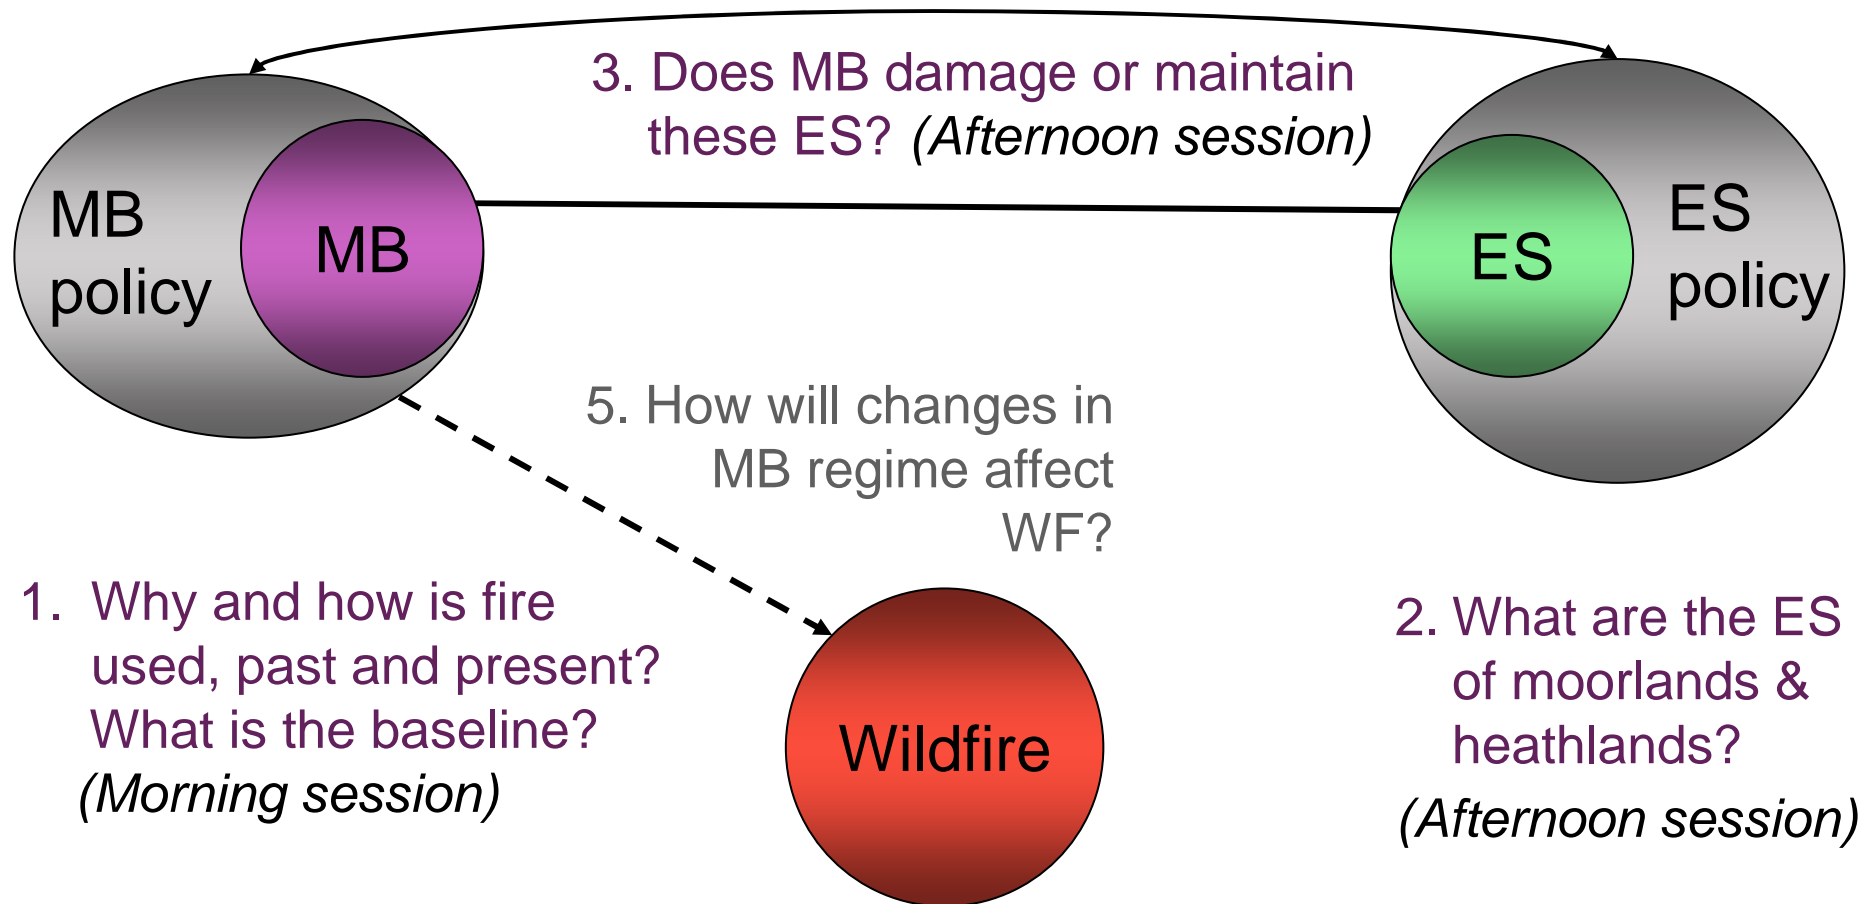 3. Does MB damage or maintain
these ES? (Afternoon session)
MB
policy
MB
ES
ES
policy
5. How will changes in
MB regime affect
WF?
1. Why and how is fire
used, past and present?
What is the baseline?
(Morning session)
Wildfire
2. What are the ES
of moorlands &
heathlands?
(Afternoon session)